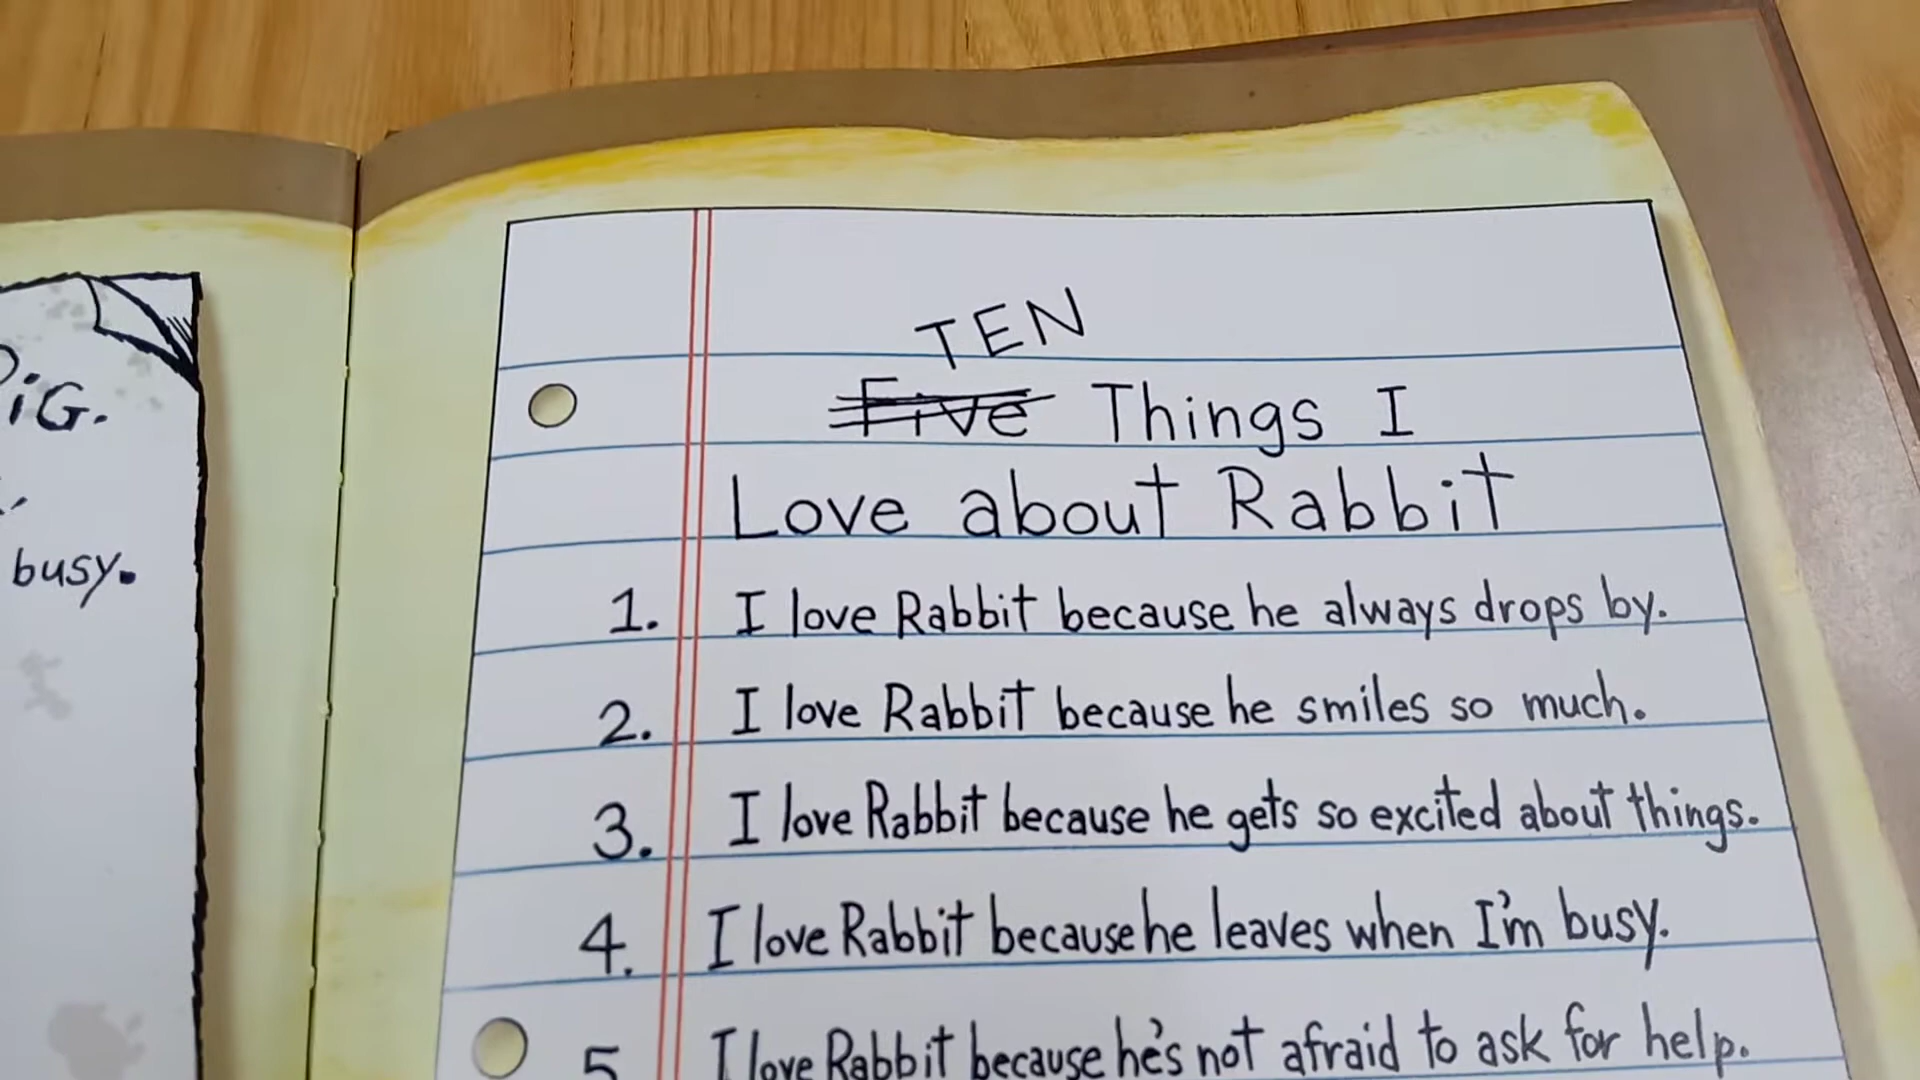 iG.
busy.
TEN
Five Things I
Love about Rabbit
1. I love Rabbit because he always drops by.
2. I love Rabbit because he smiles so much.
3. I love Rabbit because he gets so excited about things.
4. I love Rabbit because he leaves when I'm busy.
5 I love Rabbit because he's not afraid to ask for help.